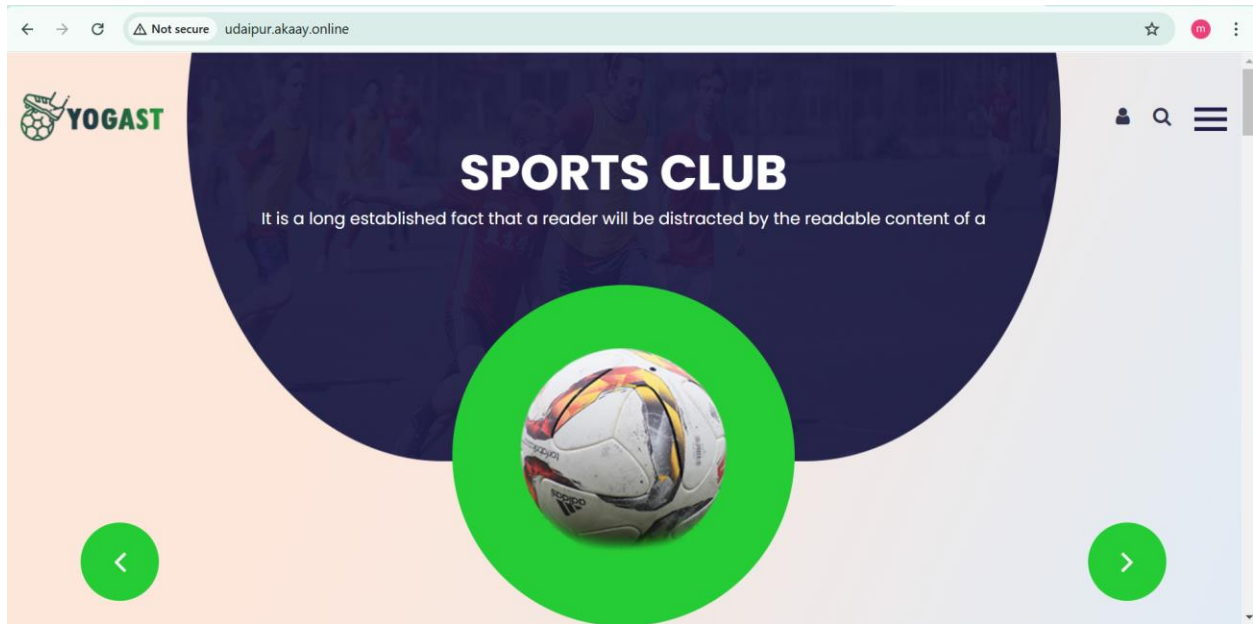 Not secure udaipur.akaay.online
m
YOGAST
SPORTS CLUB
It is a long established fact that a reader will be distracted by the readable content of a
adidas